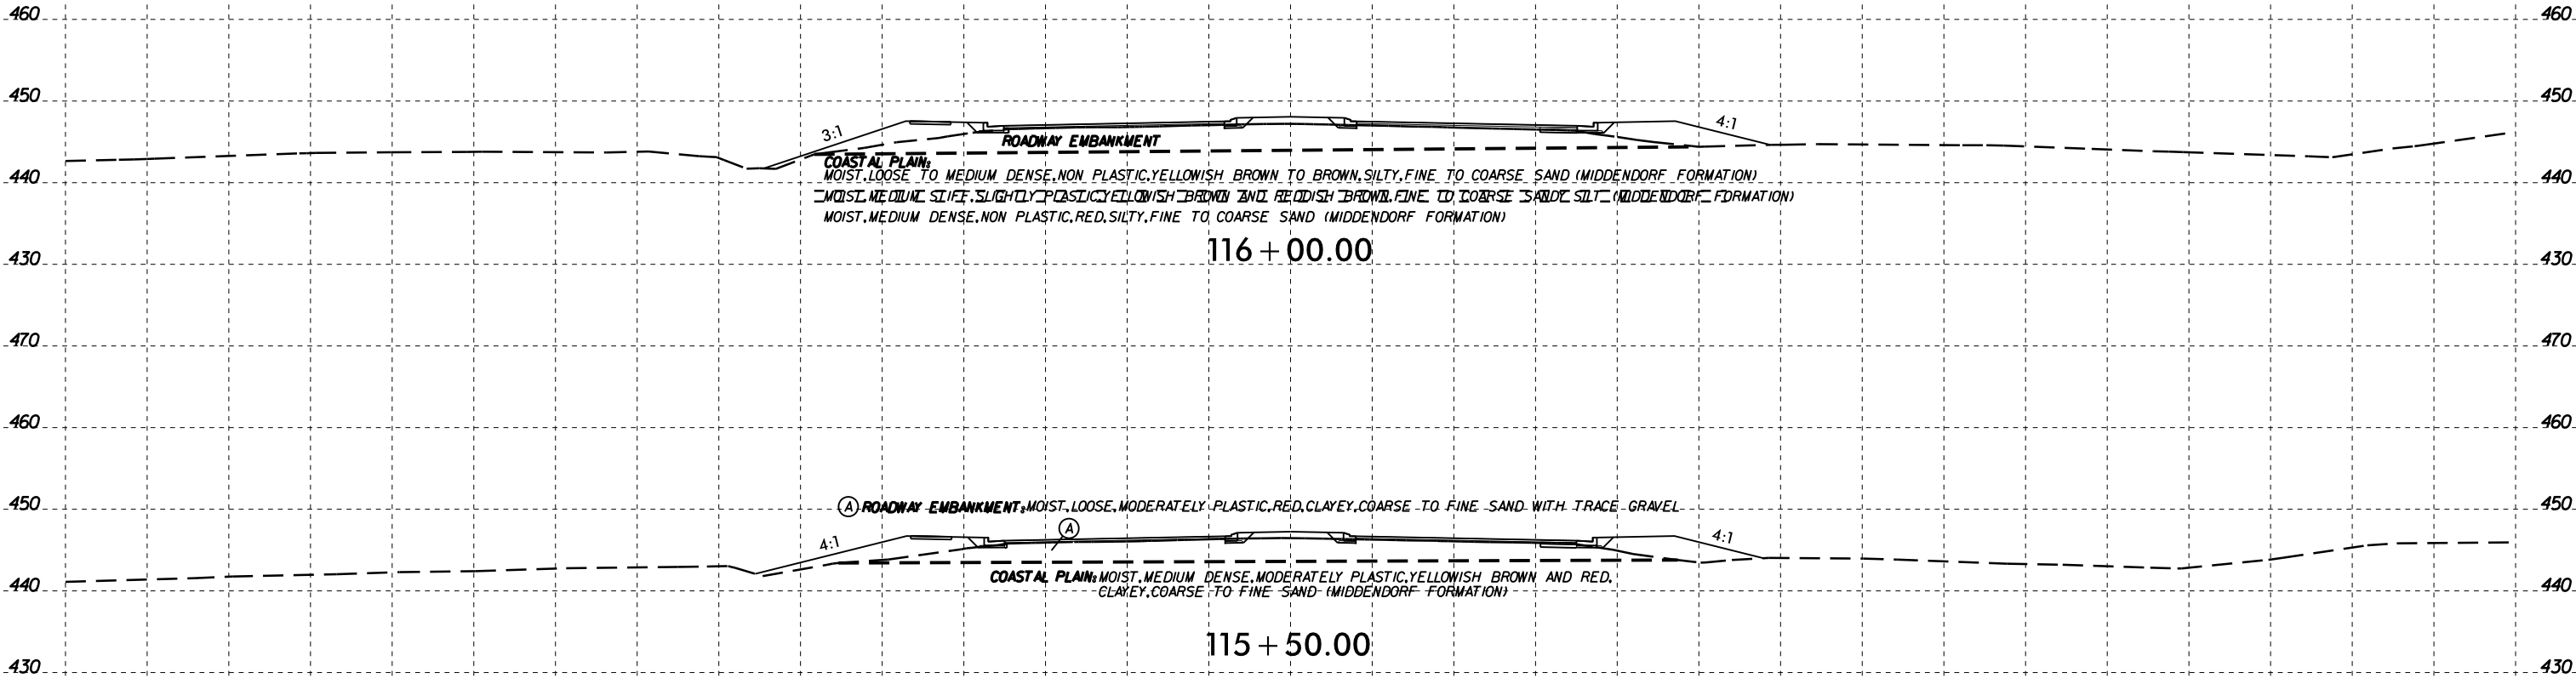 460 460
450 450
3:1 4:1
ROADWAY EMBANKMENT
COASTAL PLAIN:
440 MOIST,LOOSE TO MEDIUM DENSE,NON PLASTIC,YELLOWISH BROWN TO BROWN,SILTY,FINE TO COARSE SAND (MIDDENDORF FORMATION) 440
MOIST,MEDIUM STIFF,SLIGHTLY PLASTIC,YELLOWISH BROWN AND REDDISH BROWN,FINE TO COARSE SANDY SILT (MIDDENDORF FORMATION)
MOIST,MEDIUM DENSE,NON PLASTIC,RED,SILTY,FINE TO COARSE SAND (MIDDENDORF FORMATION)
116+00.00
430 430
470 470
460 460
450 A ROADWAY EMBANKMENT:MOIST,LOOSE,MODERATELY PLASTIC,RED,CLAYEY,COARSE TO FINE SAND WITH TRACE GRAVEL 450
A
4:1 4:1
COASTAL PLAIN:MOIST,MEDIUM DENSE,MODERATELY PLASTIC,YELLOWISH BROWN AND RED,
440 CLAYEY,COARSE TO FINE SAND (MIDDENDORF FORMATION) 440
115+50.00
430 430